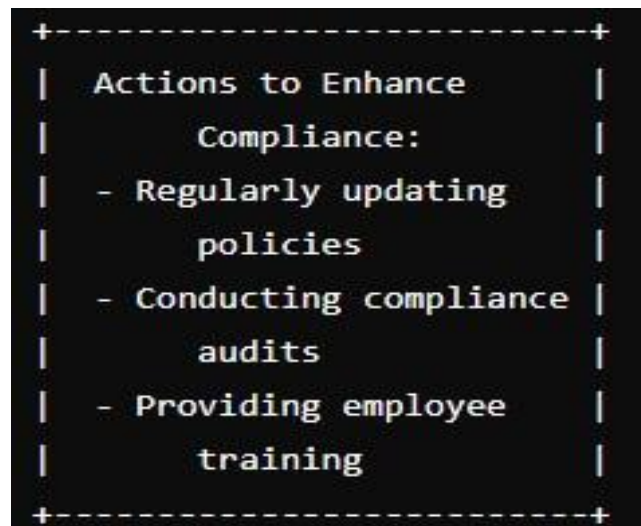 +----------------------------+
|  Actions to Enhance        |
|       Compliance:          |
|  - Regularly updating      |
|       policies             |
|  - Conducting compliance |
|       audits               |
|  - Providing employee      |
|       training             |
+----------------------------+